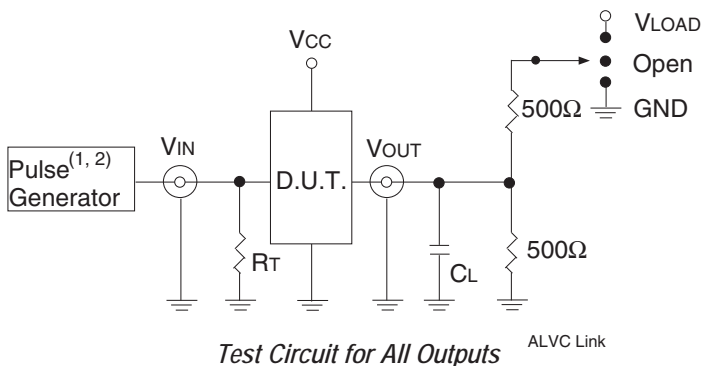 VLOAD
VCC
Open
500Ω
GND
Pulse(1, 2)
Generator
VIN
D.U.T.
VOUT
RT
CL
500Ω
Test Circuit for All Outputs
ALVC Link